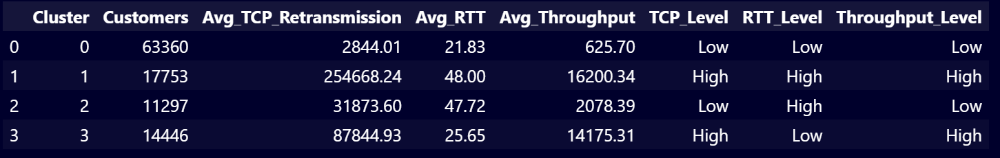 Cluster Customers Avg_TCP_Retransmission Avg_RTT Avg_Throughput TCP_Level RTT_Level Throughput_Level
0 0 63360 2844.01 21.83 625.70 Low Low Low
1 1 17753 254668.24 48.00 16200.34 High High High
2 2 11297 31873.60 47.72 2078.39 Low High Low
3 3 14446 87844.93 25.65 14175.31 High Low High